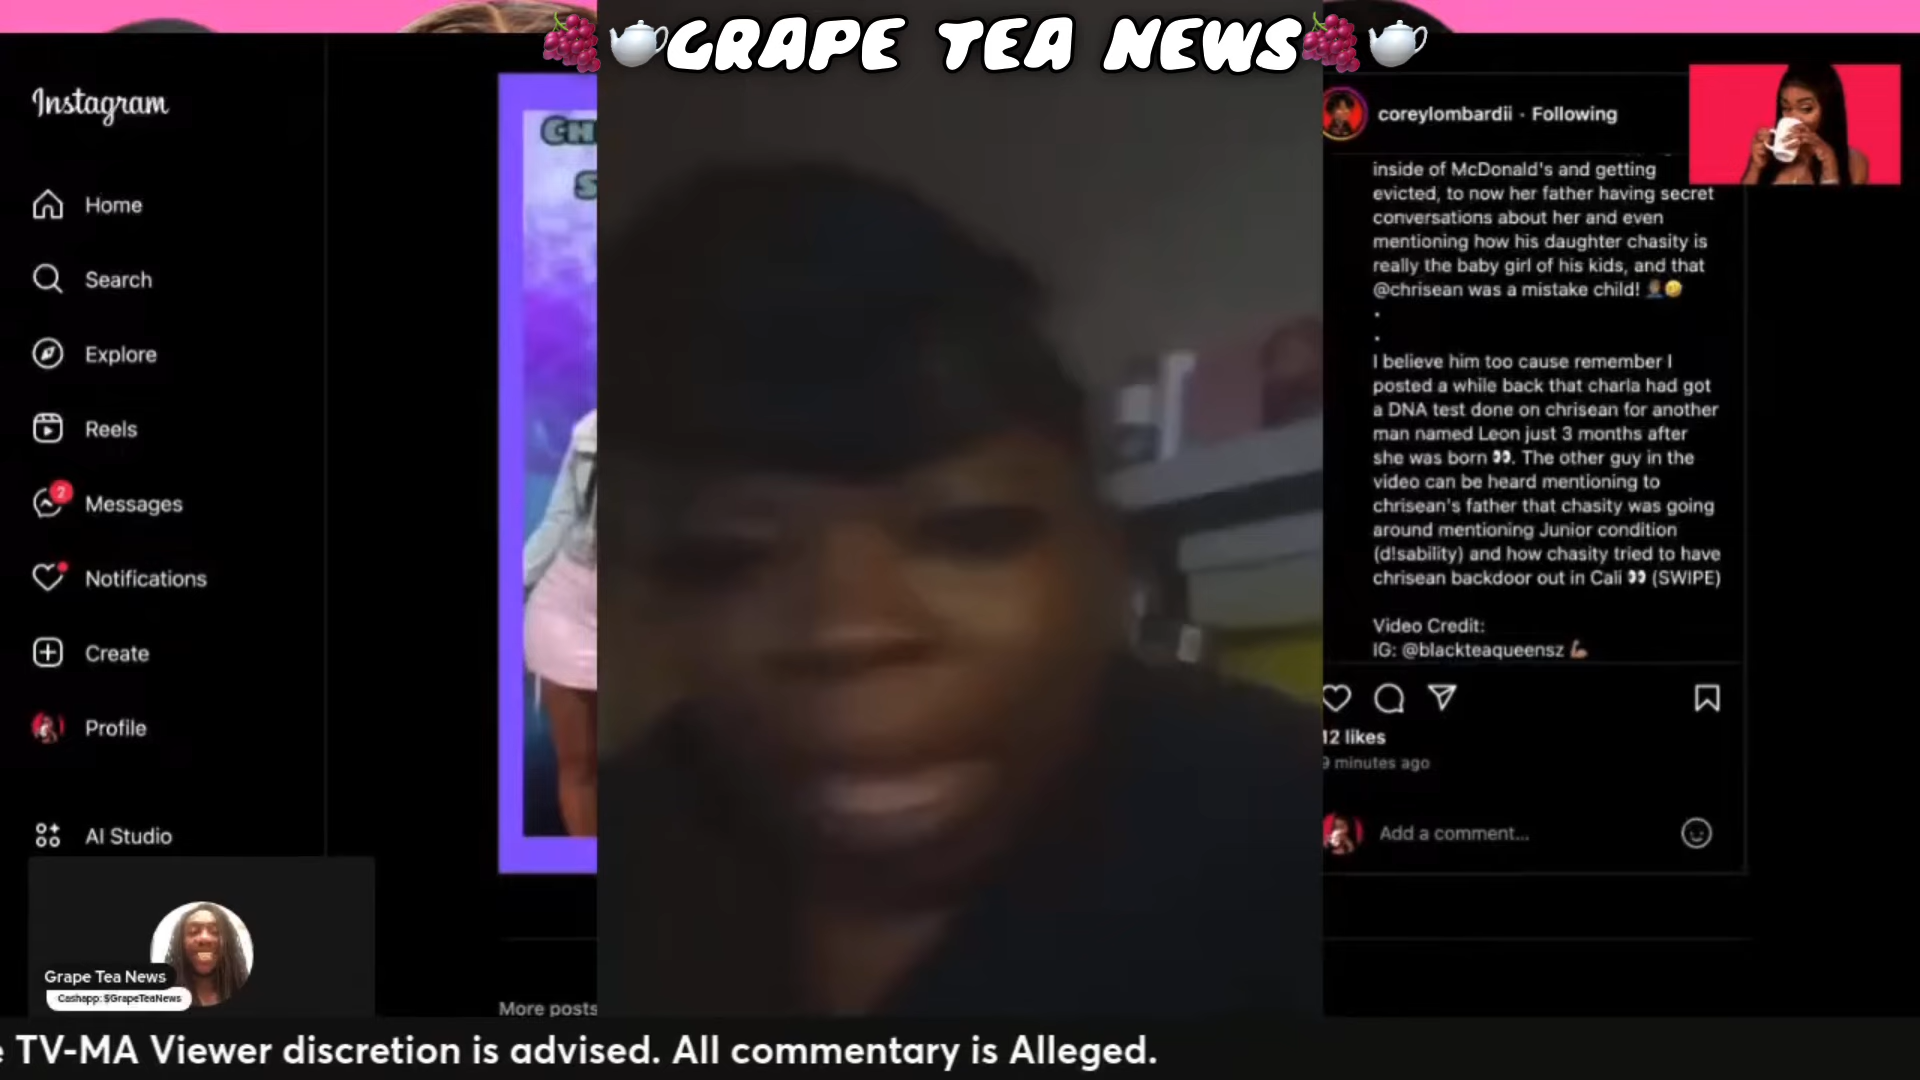 GRAPE TEA NEWS
Instagram
Home
Search
Explore
Reels
2
Messages
Notifications
Create
Profile
AI Studio
Grape Tea News
Cashapp: $GrapeTeaNews
CH
S
More posts
coreylombardii · Following
inside of McDonald's and getting
evicted, to now her father having secret
conversations about her and even
mentioning how his daughter chasity is
really the baby girl of his kids, and that
@chrisean was a mistake child! 🤦🏽‍♂️🤣
•
•
I believe him too cause remember I
posted a while back that charla had got
a DNA test done on chrisean for another
man named Leon just 3 months after
she was born 👀. The other guy in the
video can be heard mentioning to
chrisean's father that chasity was going
around mentioning Junior condition
(d!sability) and how chasity tried to have
chrisean backdoor out in Cali 👀 (SWIPE)
Video Credit:
IG: @blackteaqueensz 💪🏽
12 likes
9 minutes ago
Add a comment...
TV-MA Viewer discretion is advised. All commentary is Alleged.